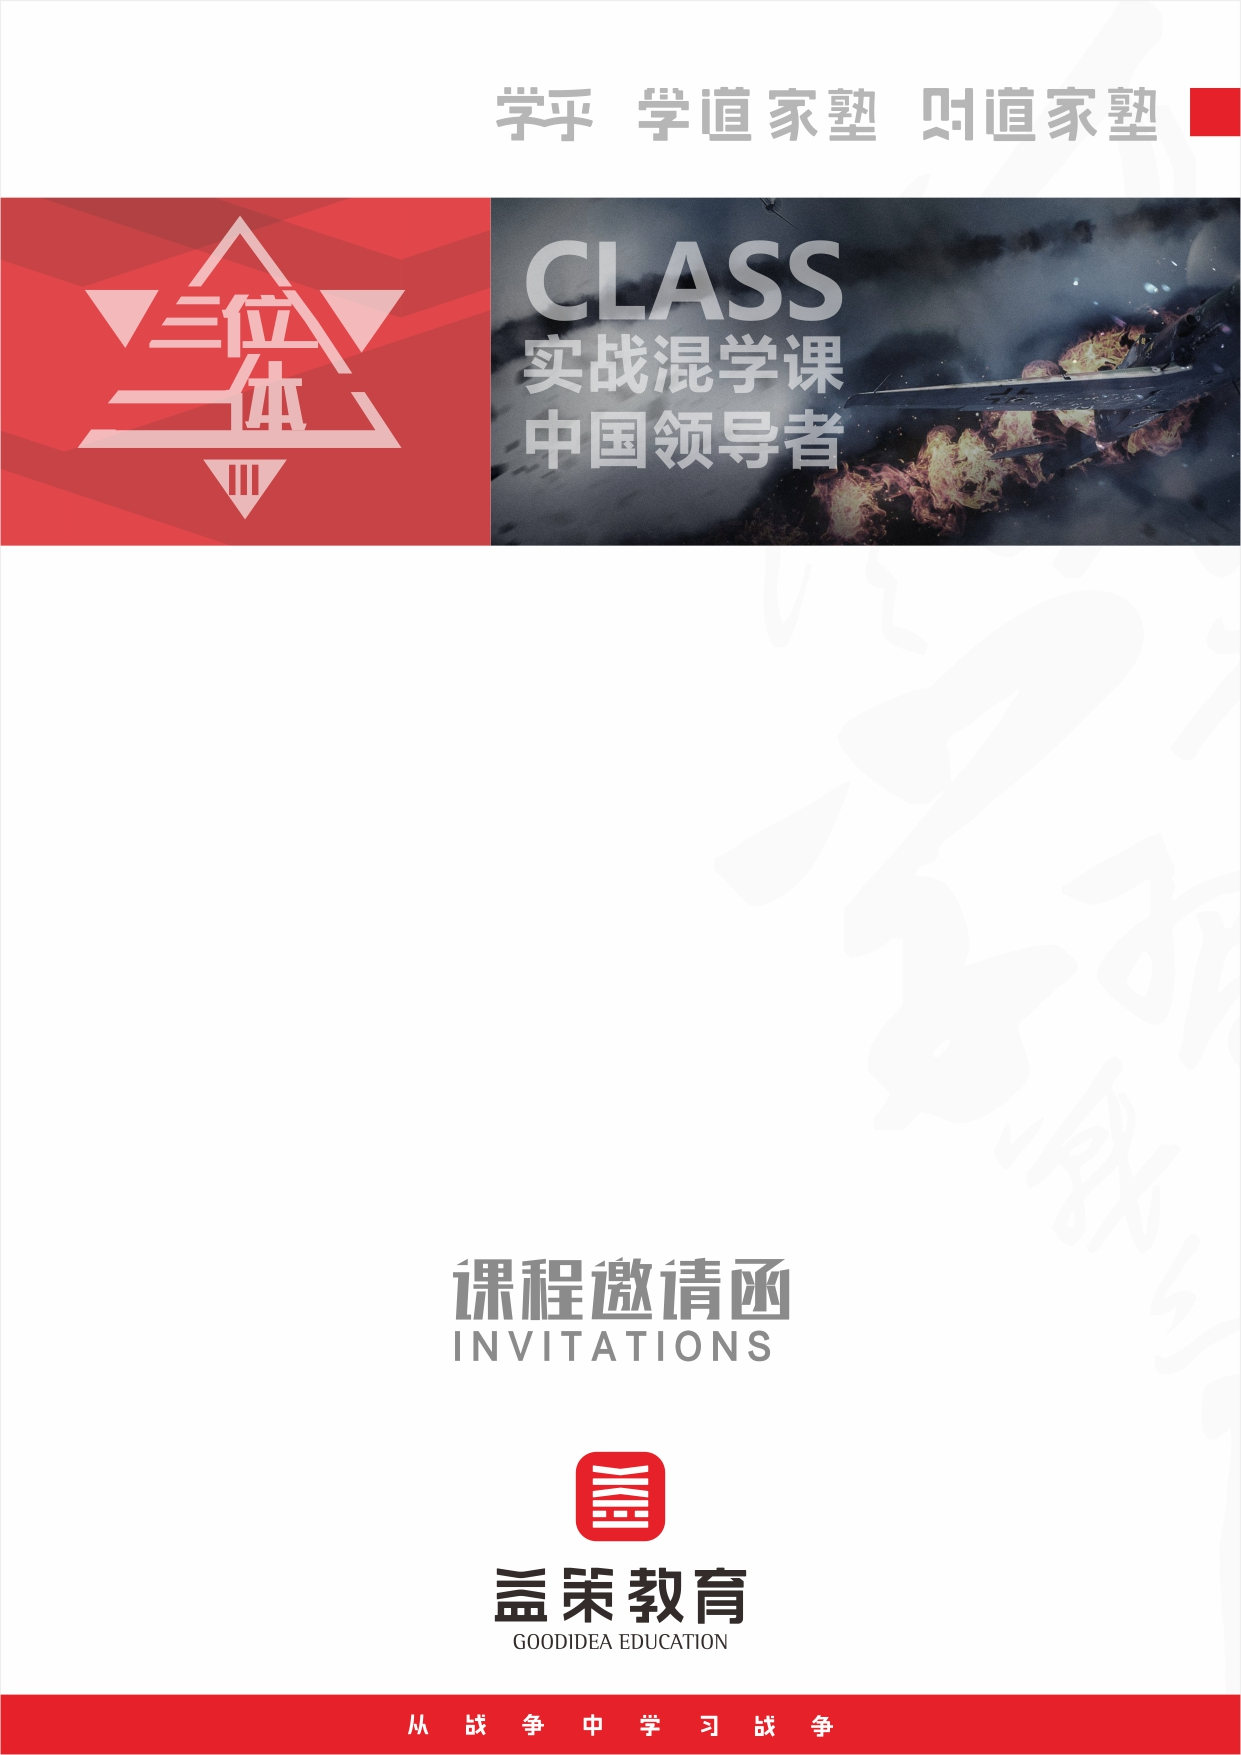 学乎 学道家塾 财道家塾
三位一体
III
CLASS
实战混学课
中国领导者
课程邀请函
INVITATIONS
益策教育
GOODIDEA EDUCATION
从战争中学习战争